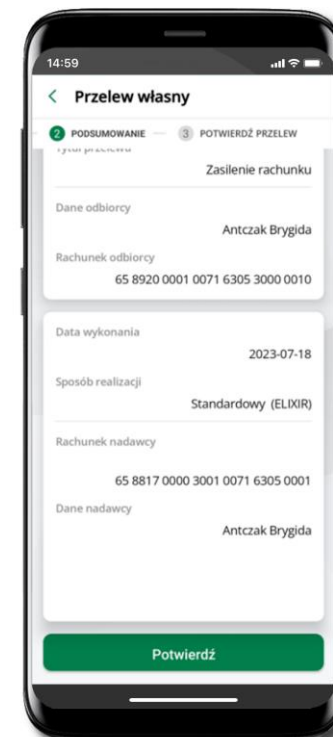 14:59
Przelew własny
2 PODSUMOWANIE 3 POTWIERDŹ PRZELEW
Tytuł przelewu
Zasilenie rachunku
Dane odbiorcy
Antczak Brygida
Rachunek odbiorcy
65 8920 0001 0071 6305 3000 0010
Data wykonania
2023-07-18
Sposób realizacji
Standardowy (ELIXIR)
Rachunek nadawcy
65 8817 0000 3001 0071 6305 0001
Dane nadawcy
Antczak Brygida
Potwierdź